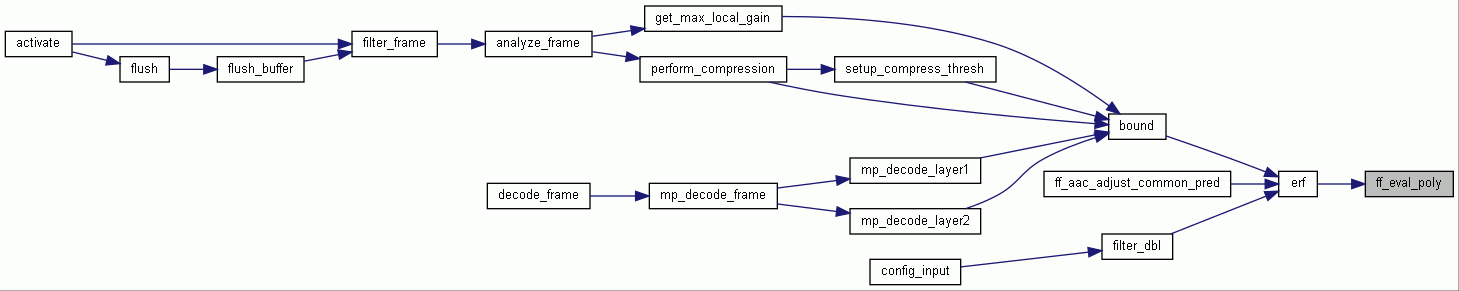 get_max_local_gain
activate
filter_frame
analyze_frame
flush
flush_buffer
perform_compression
setup_compress_thresh
bound
mp_decode_layer1
decode_frame
mp_decode_frame
ff_aac_adjust_common_pred
erf
ff_eval_poly
mp_decode_layer2
filter_dbl
config_input